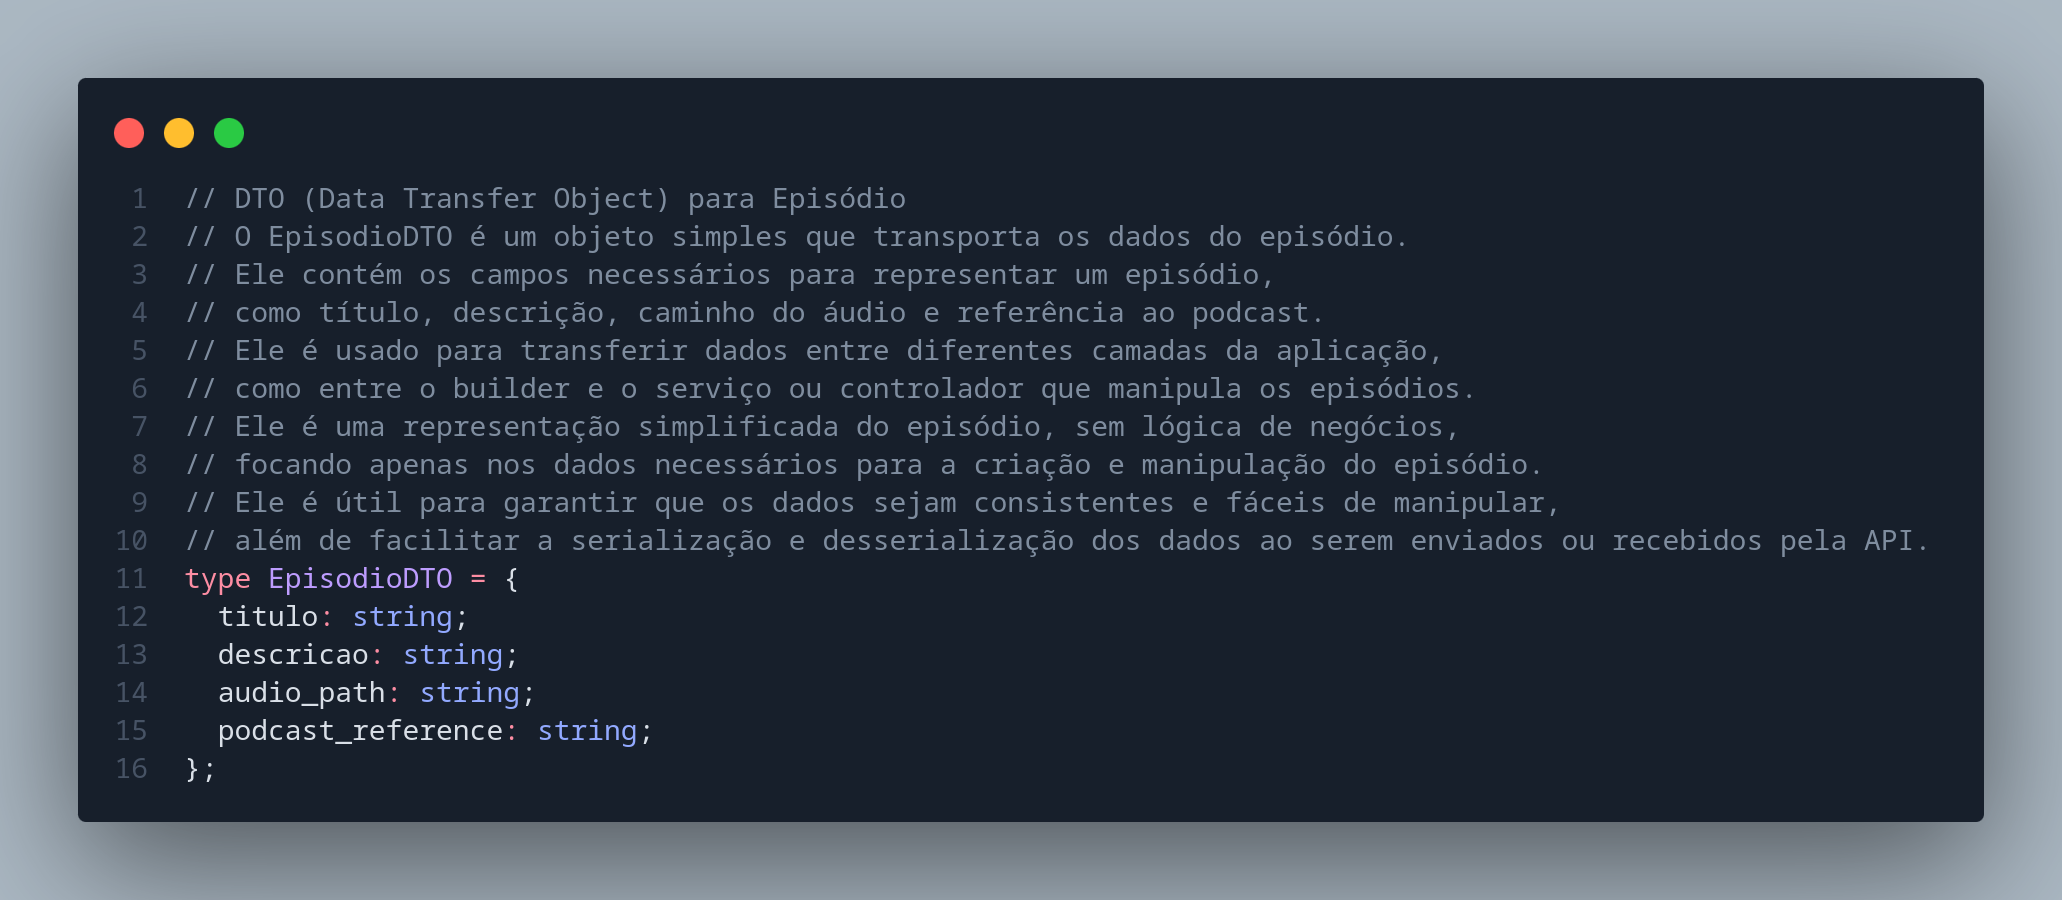 1 // DTO (Data Transfer Object) para Episódio
2 // O EpisodioDTO é um objeto simples que transporta os dados do episódio.
3 // Ele contém os campos necessários para representar um episódio,
4 // como título, descrição, caminho do áudio e referência ao podcast.
5 // Ele é usado para transferir dados entre diferentes camadas da aplicação,
6 // como entre o builder e o serviço ou controlador que manipula os episódios.
7 // Ele é uma representação simplificada do episódio, sem lógica de negócios,
8 // focando apenas nos dados necessários para a criação e manipulação do episódio.
9 // Ele é útil para garantir que os dados sejam consistentes e fáceis de manipular,
10 // além de facilitar a serialização e desserialização dos dados ao serem enviados ou recebidos pela API.
11 type EpisodioDTO = {
12   titulo: string;
13   descricao: string;
14   audio_path: string;
15   podcast_reference: string;
16 };